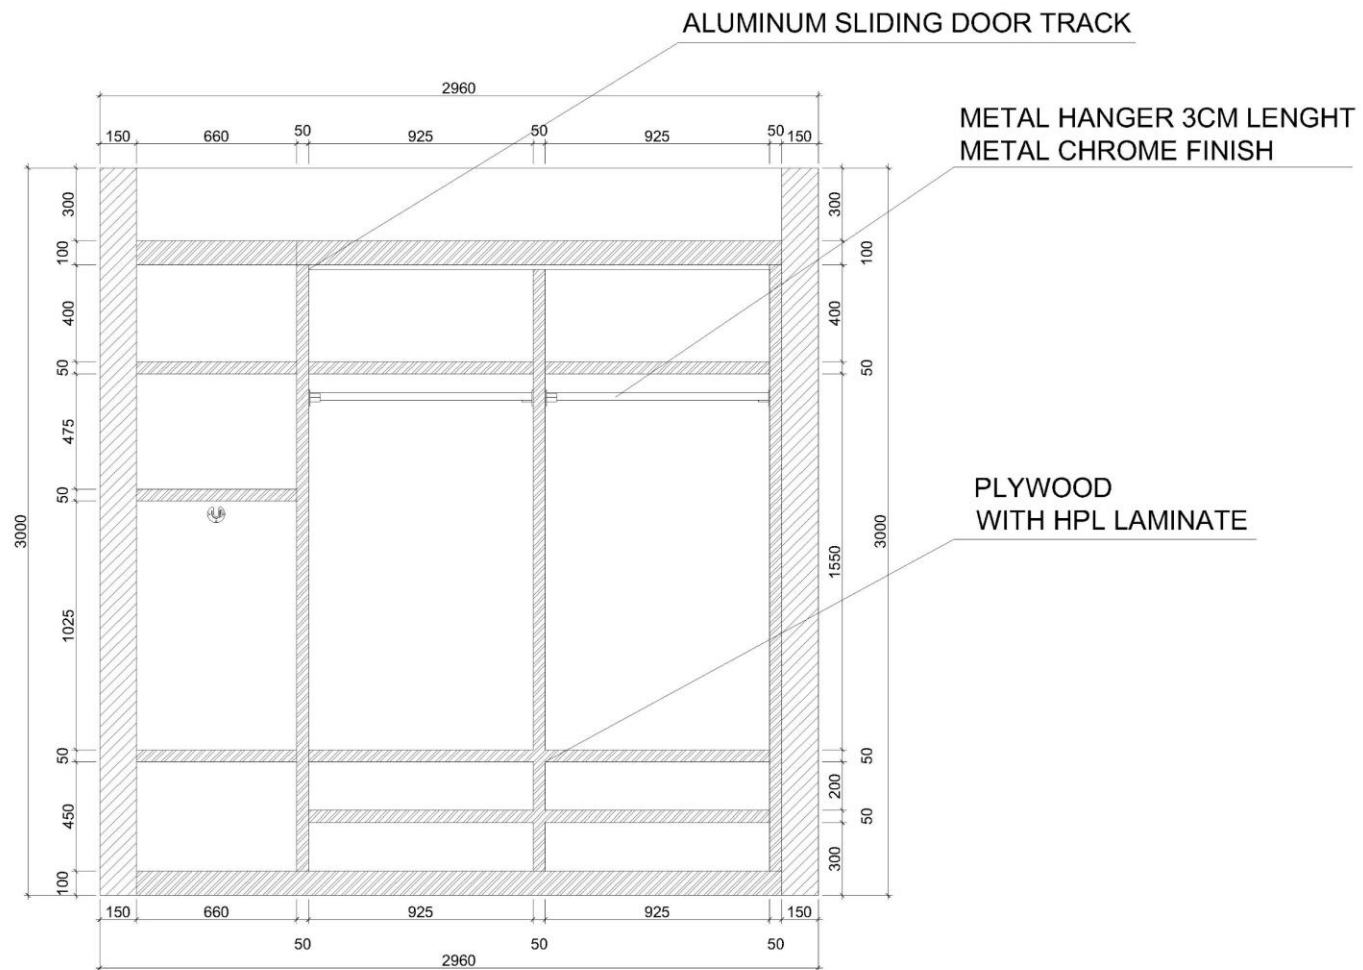 ALUMINUM SLIDING DOOR TRACK
2960
150 660 50 925 50 925 50 150
METAL HANGER 3CM LENGHT
METAL CHROME FINISH
300
100
400
50
475
50
1025
50
450
100
3000
300
100
400
50
1550
50
200
50
300
3000
PLYWOOD
WITH HPL LAMINATE
150 660 925 925 150
50 50 50
2960